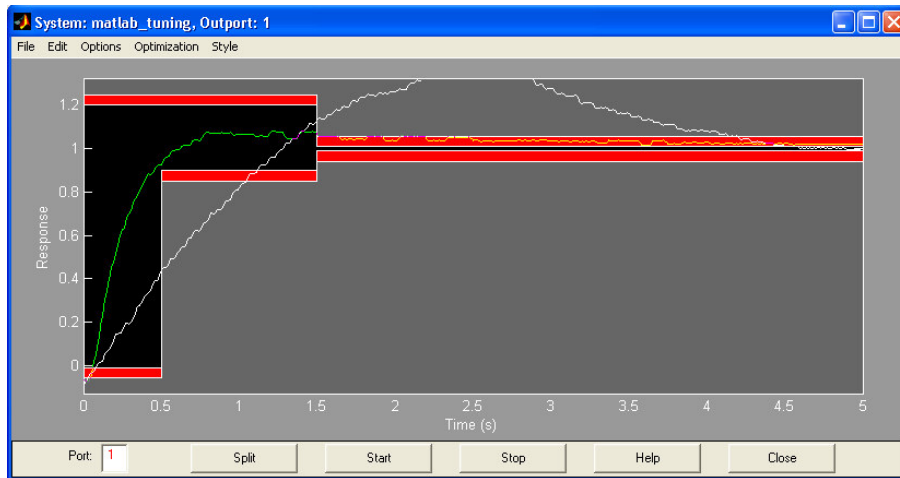 System: matlab_tuning, Outport: 1
File Edit Options Optimization Style
1.2
1
0.8
0.6
0.4
0.2
0
Response
0 0.5 1 1.5 2 2.5 3 3.5 4 4.5 5
Time (s)
Port: 1 Split Start Stop Help Close